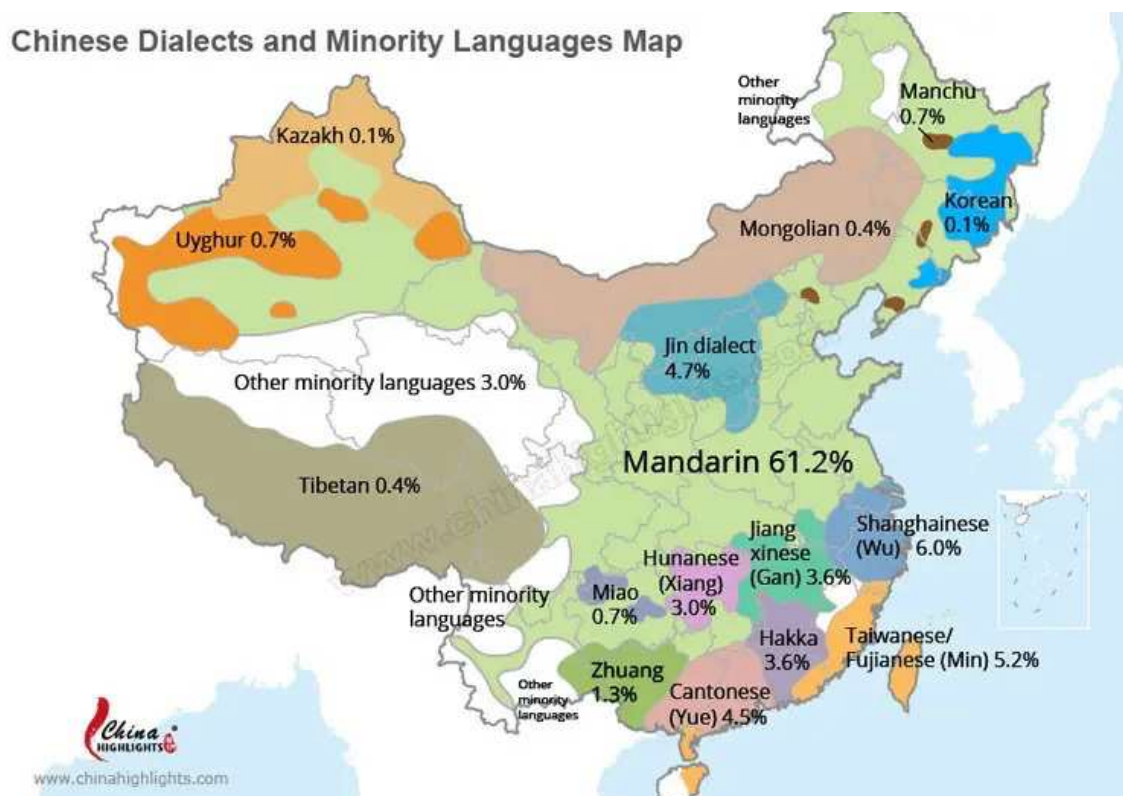 Chinese Dialects and Minority Languages Map
Other
minority
languages
Manchu
0.7%
Kazakh 0.1%
Korean
0.1%
Uyghur 0.7%
Mongolian 0.4%
Jin dialect
4.7%
Other minority languages 3.0%
Mandarin 61.2%
Tibetan 0.4%
Shanghainese
(Wu) 6.0%
Jiang
xinese
(Gan) 3.6%
Hunanese
(Xiang)
3.0%
Other minority
languages
Miao
0.7%
Hakka
3.6%
Taiwanese/
Fujianese (Min) 5.2%
Zhuang
1.3%
Other
minority
languages
Cantonese
(Yue) 4.5%
China
HIGHLIGHTS
www.chinahighlights.com